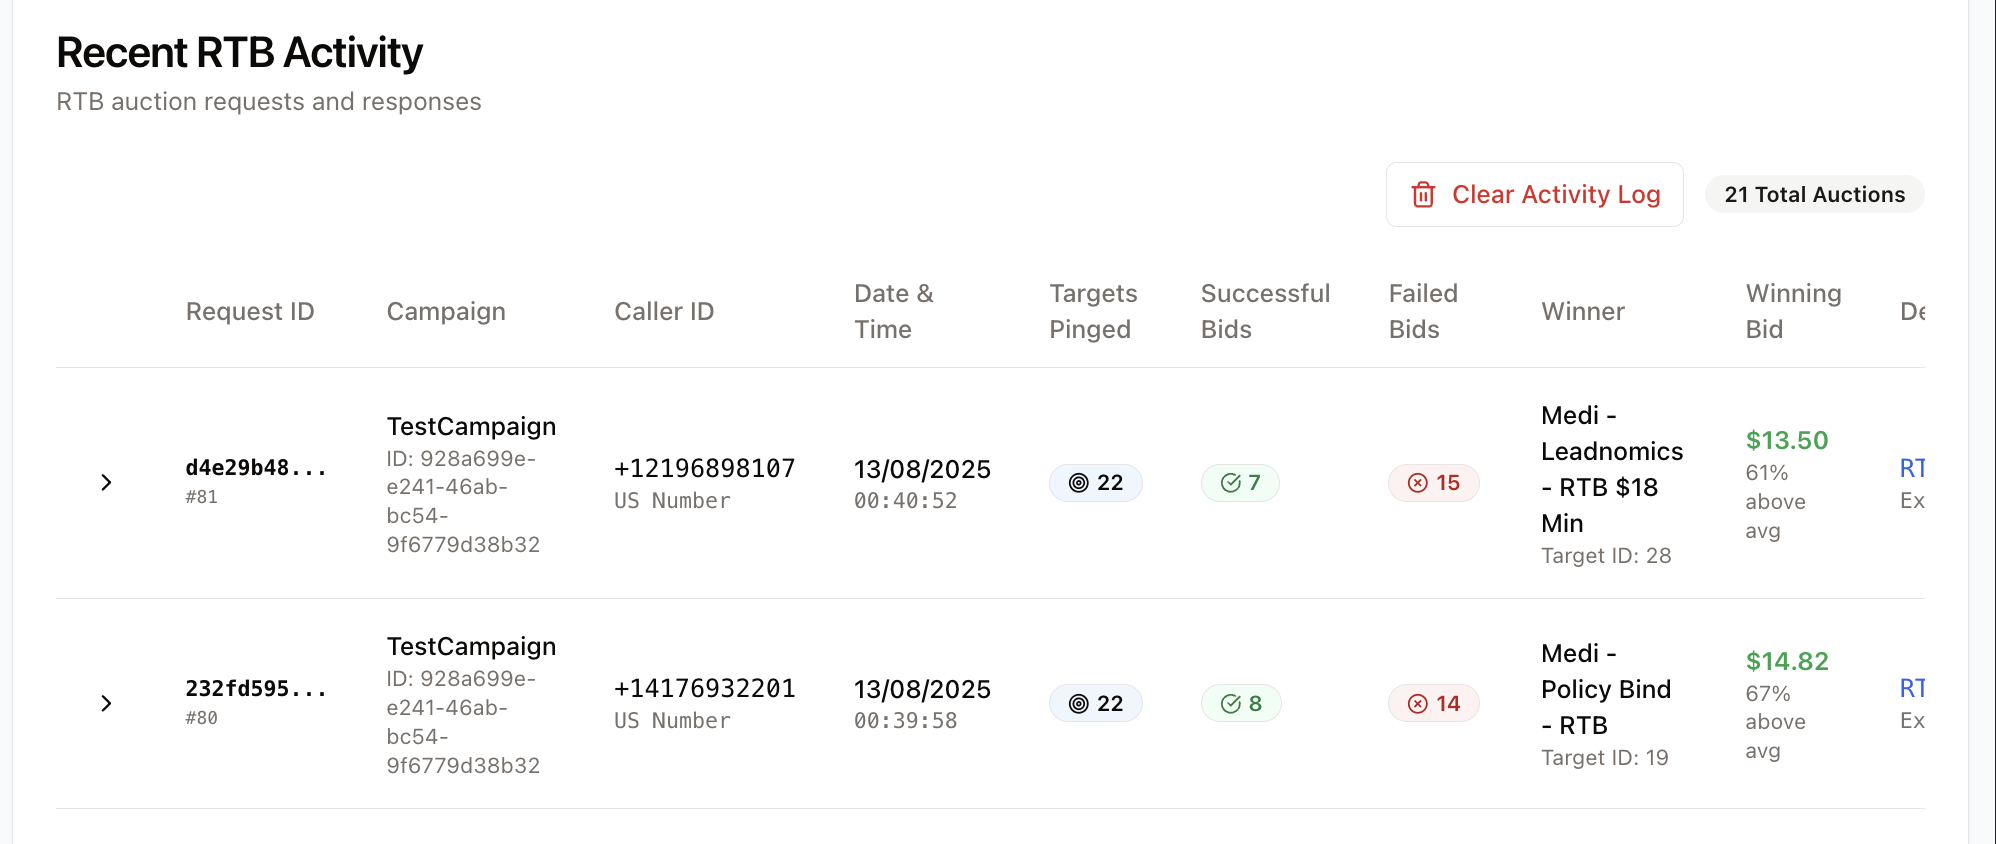 Recent RTB Activity
RTB auction requests and responses
Clear Activity Log
21 Total Auctions
Request ID
Campaign
Caller ID
Date &
Time
Targets
Pinged
Successful
Bids
Failed
Bids
Winner
Winning
Bid
De
d4e29b48...
#81
TestCampaign
ID: 928a699e-
e241-46ab-
bc54-
9f6779d38b32
+12196898107
US Number
13/08/2025
00:40:52
22
7
15
Medi -
Leadnomics
- RTB $18
Min
Target ID: 28
$13.50
61%
above
avg
RT
Ex
232fd595...
#80
TestCampaign
ID: 928a699e-
e241-46ab-
bc54-
9f6779d38b32
+14176932201
US Number
13/08/2025
00:39:58
22
8
14
Medi -
Policy Bind
- RTB
Target ID: 19
$14.82
67%
above
avg
RT
Ex